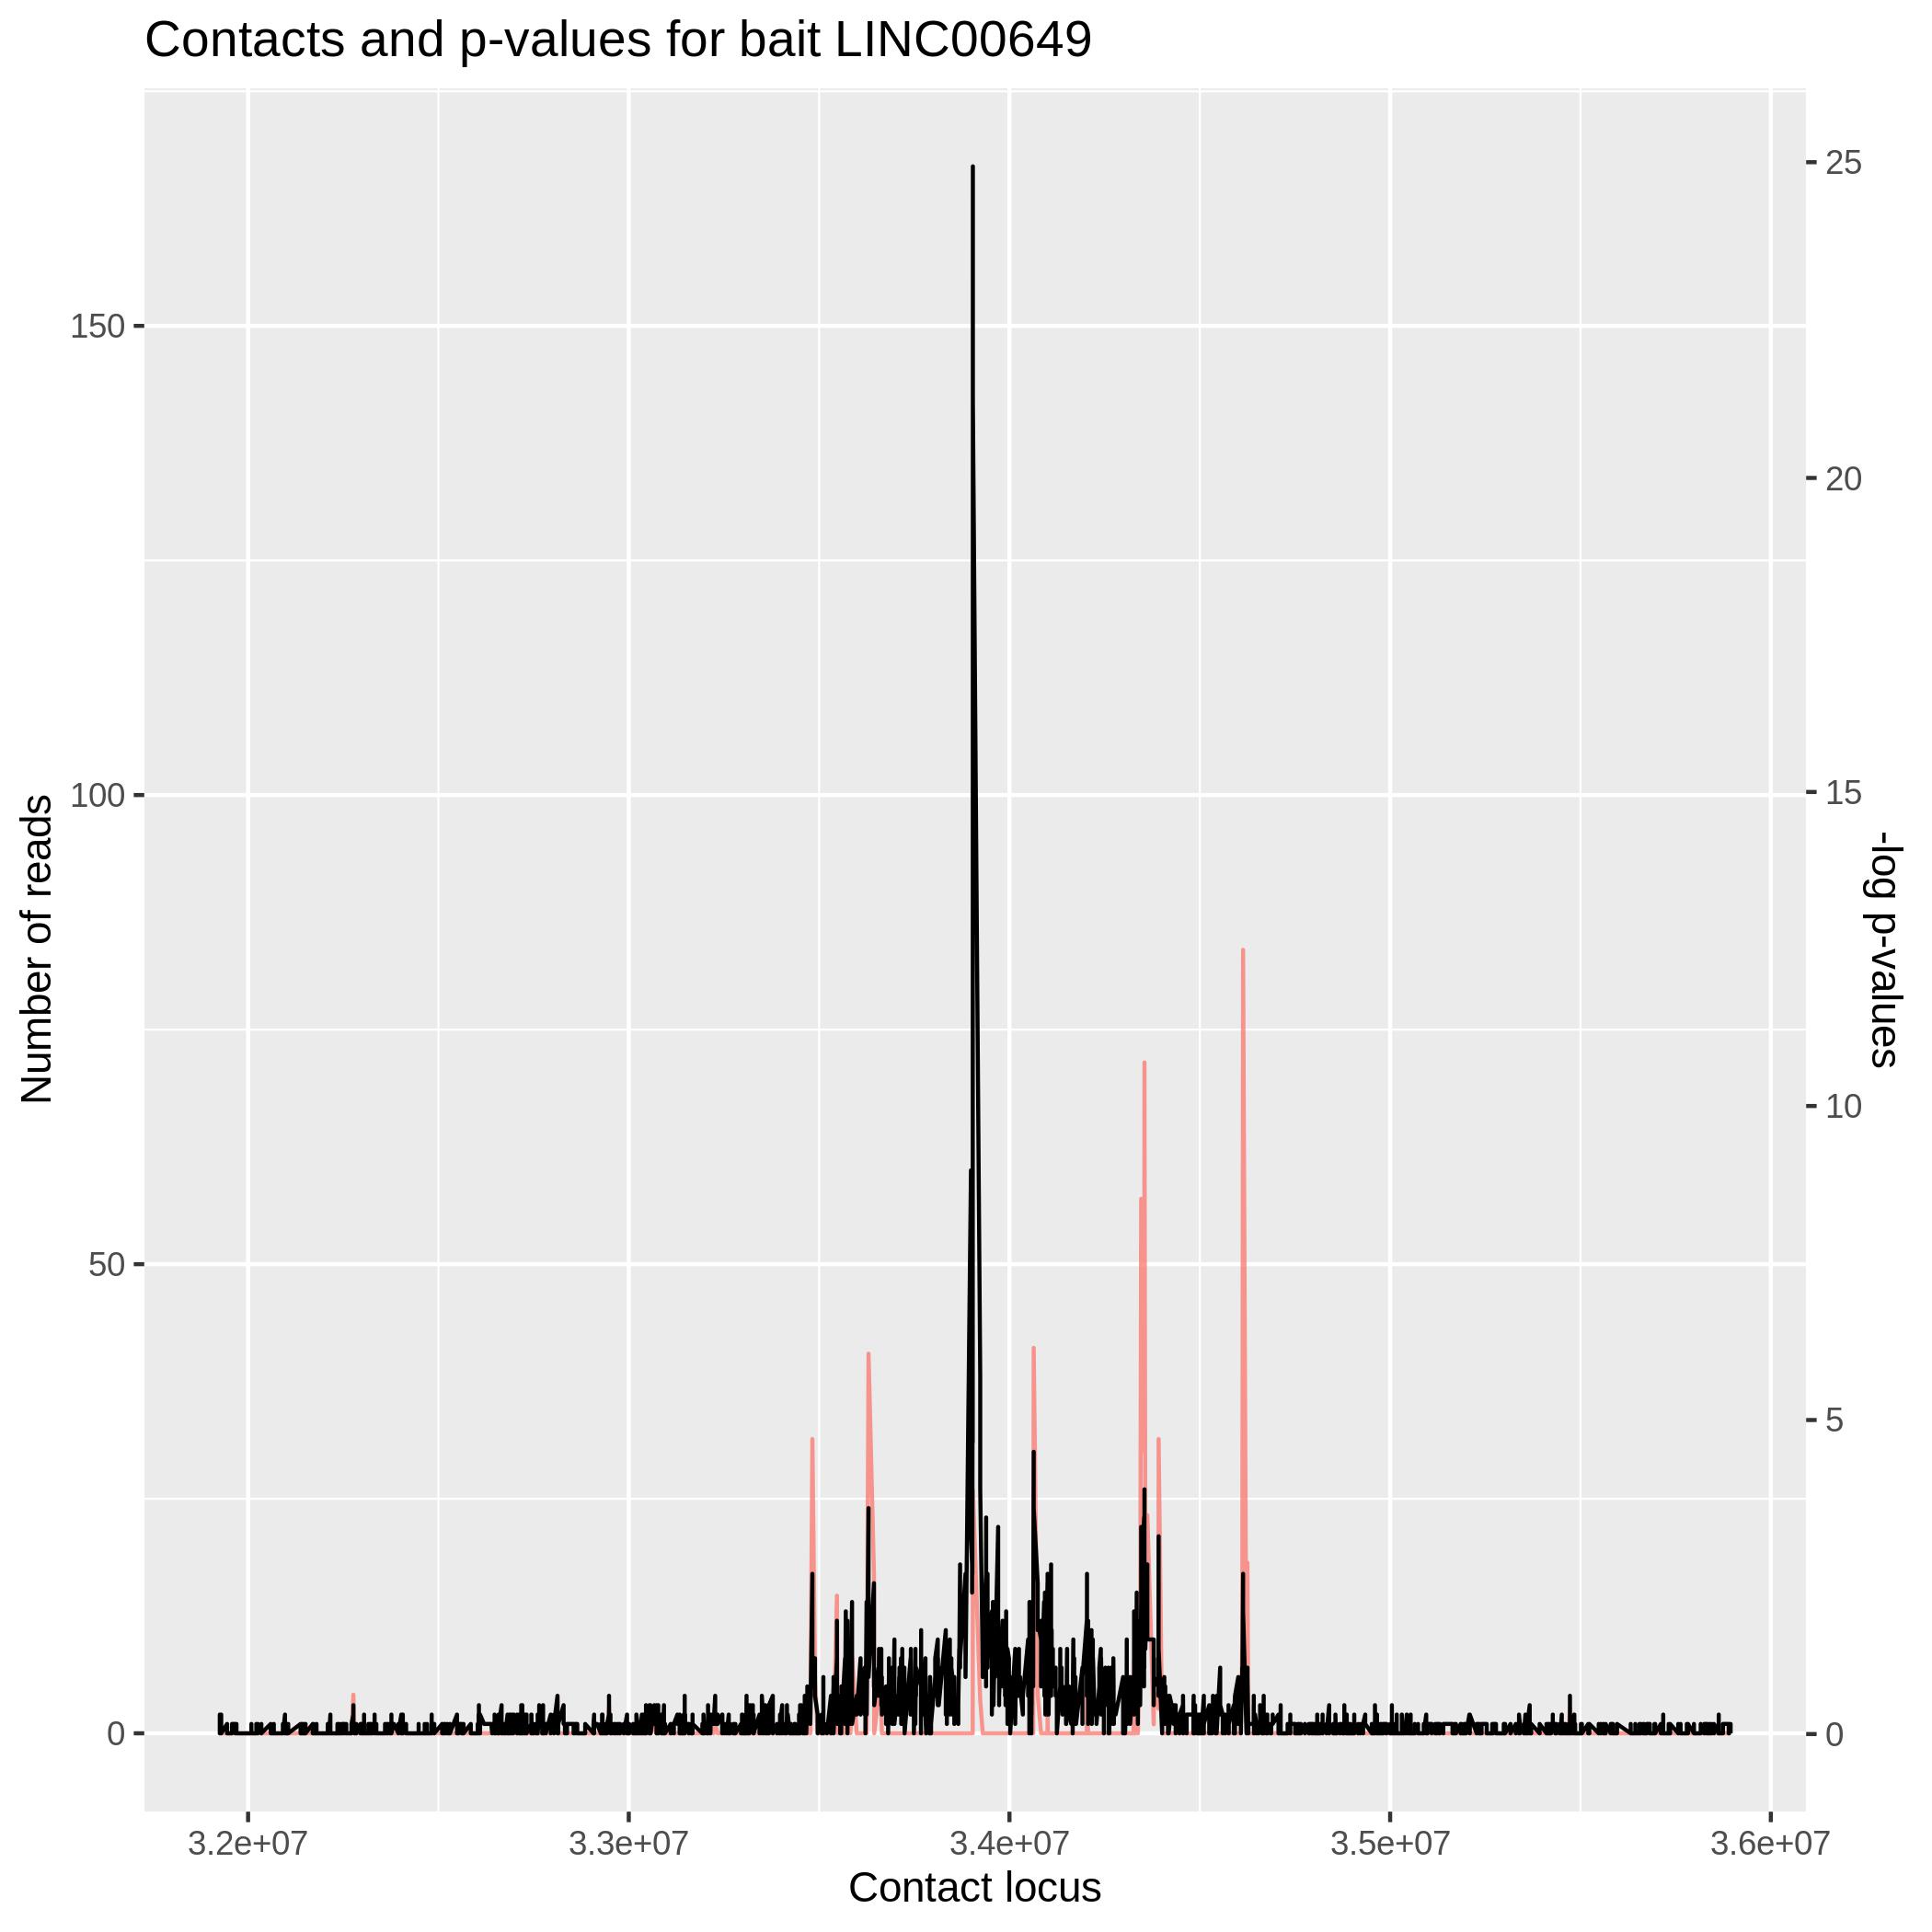 Contacts and p-values for bait LINC00649
Number of reads
150
100
50
0
25
20
15
10
5
0
-log p-values
3.2e+07
3.3e+07
3.4e+07
3.5e+07
3.6e+07
Contact locus